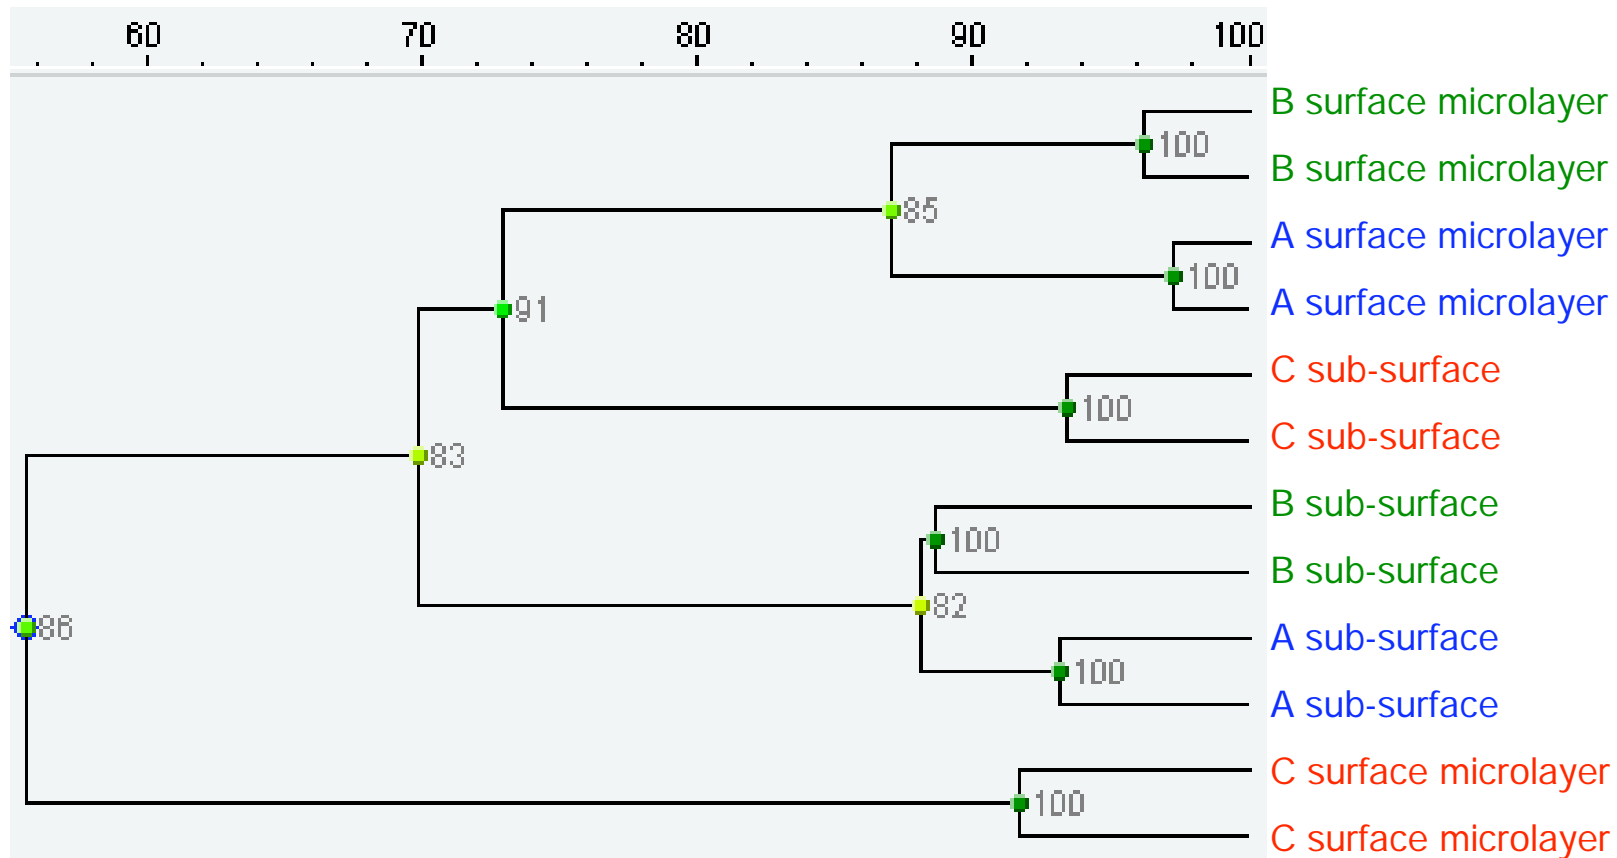 60 70 80 90 100
B surface microlayer
100
B surface microlayer
85
A surface microlayer
100
A surface microlayer
91
C sub-surface
100
C sub-surface
83
B sub-surface
100
B sub-surface
82
86
A sub-surface
100
A sub-surface
C surface microlayer
100
C surface microlayer